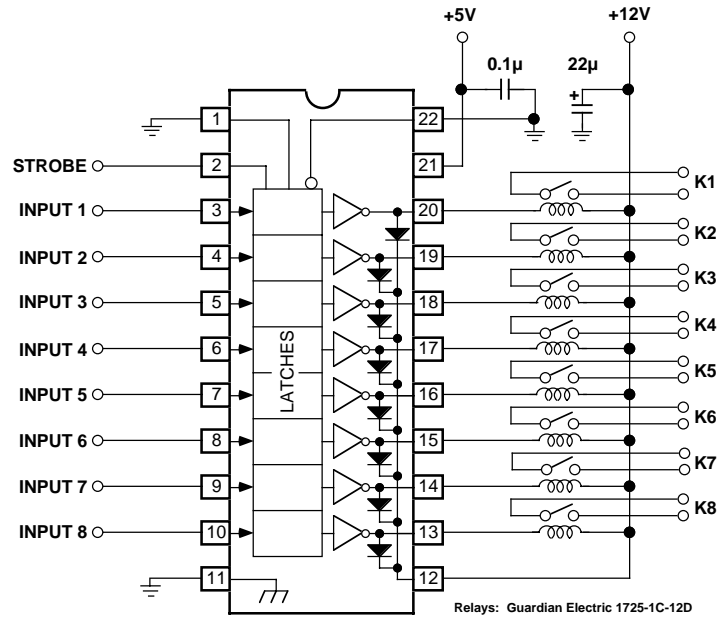 +5V
+12V
0.1μ
22μ
+
1
22
STROBE
2
21
INPUT 1
3
20
K1
INPUT 2
4
19
K2
INPUT 3
5
18
K3
INPUT 4
6
17
K4
LATCHES
INPUT 5
7
16
K5
INPUT 6
8
15
K6
INPUT 7
9
14
K7
INPUT 8
10
13
K8
11
12
Relays: Guardian Electric 1725-1C-12D